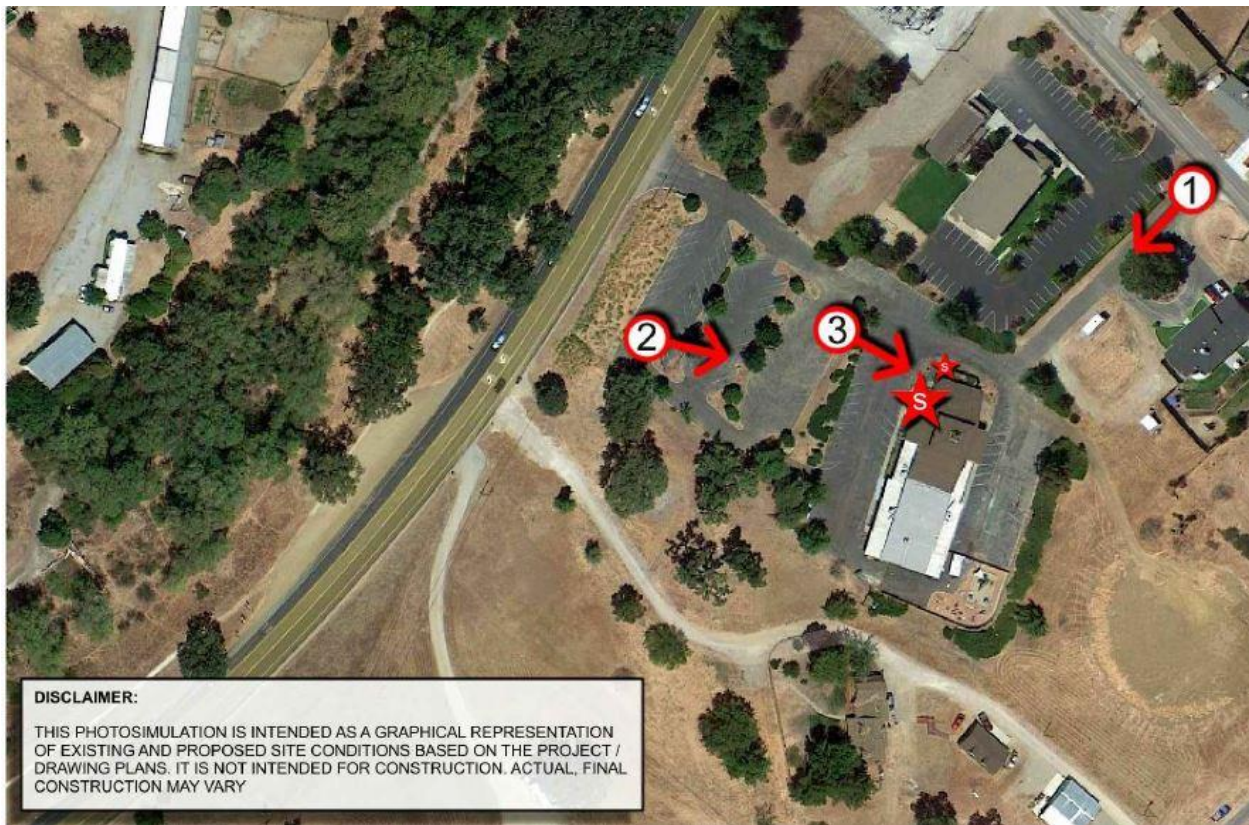 1
2
3
S
S
DISCLAIMER:
THIS PHOTOSIMULATION IS INTENDED AS A GRAPHICAL REPRESENTATION
OF EXISTING AND PROPOSED SITE CONDITIONS BASED ON THE PROJECT /
DRAWING PLANS. IT IS NOT INTENDED FOR CONSTRUCTION. ACTUAL, FINAL
CONSTRUCTION MAY VARY